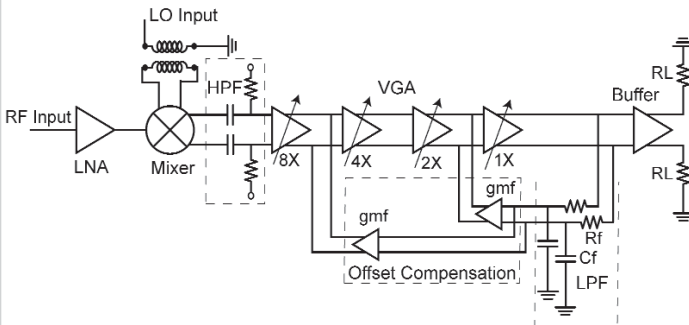 LO Input
HPF
VGA
RL
Buffer
RF Input
LNA
Mixer
8X
4X
2X
1X
RL
gmf
gmf
Rf
Cf
Offset Compensation
LPF